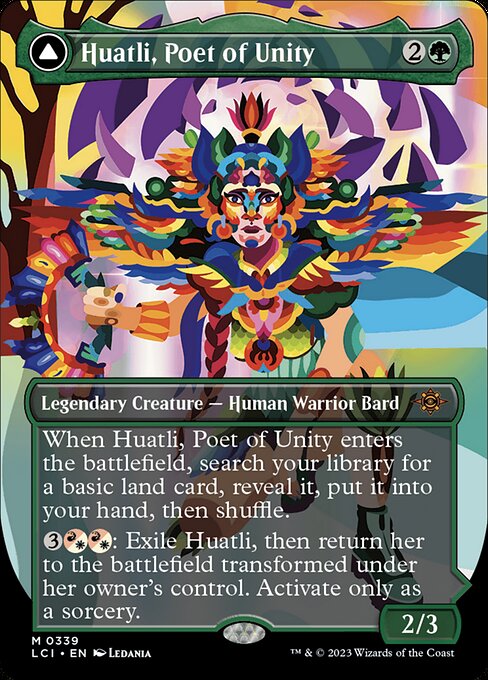 Huatli, Poet of Unity 2
Legendary Creature — Human Warrior Bard
When Huatli, Poet of Unity enters
the battlefield, search your library for
a basic land card, reveal it, put it into
your hand, then shuffle.
3: Exile Huatli, then return her
to the battlefield transformed under
her owner's control. Activate only as
a sorcery.
2/3
M 0339
LCI • EN LEDANIA
™ & © 2023 Wizards of the Coast